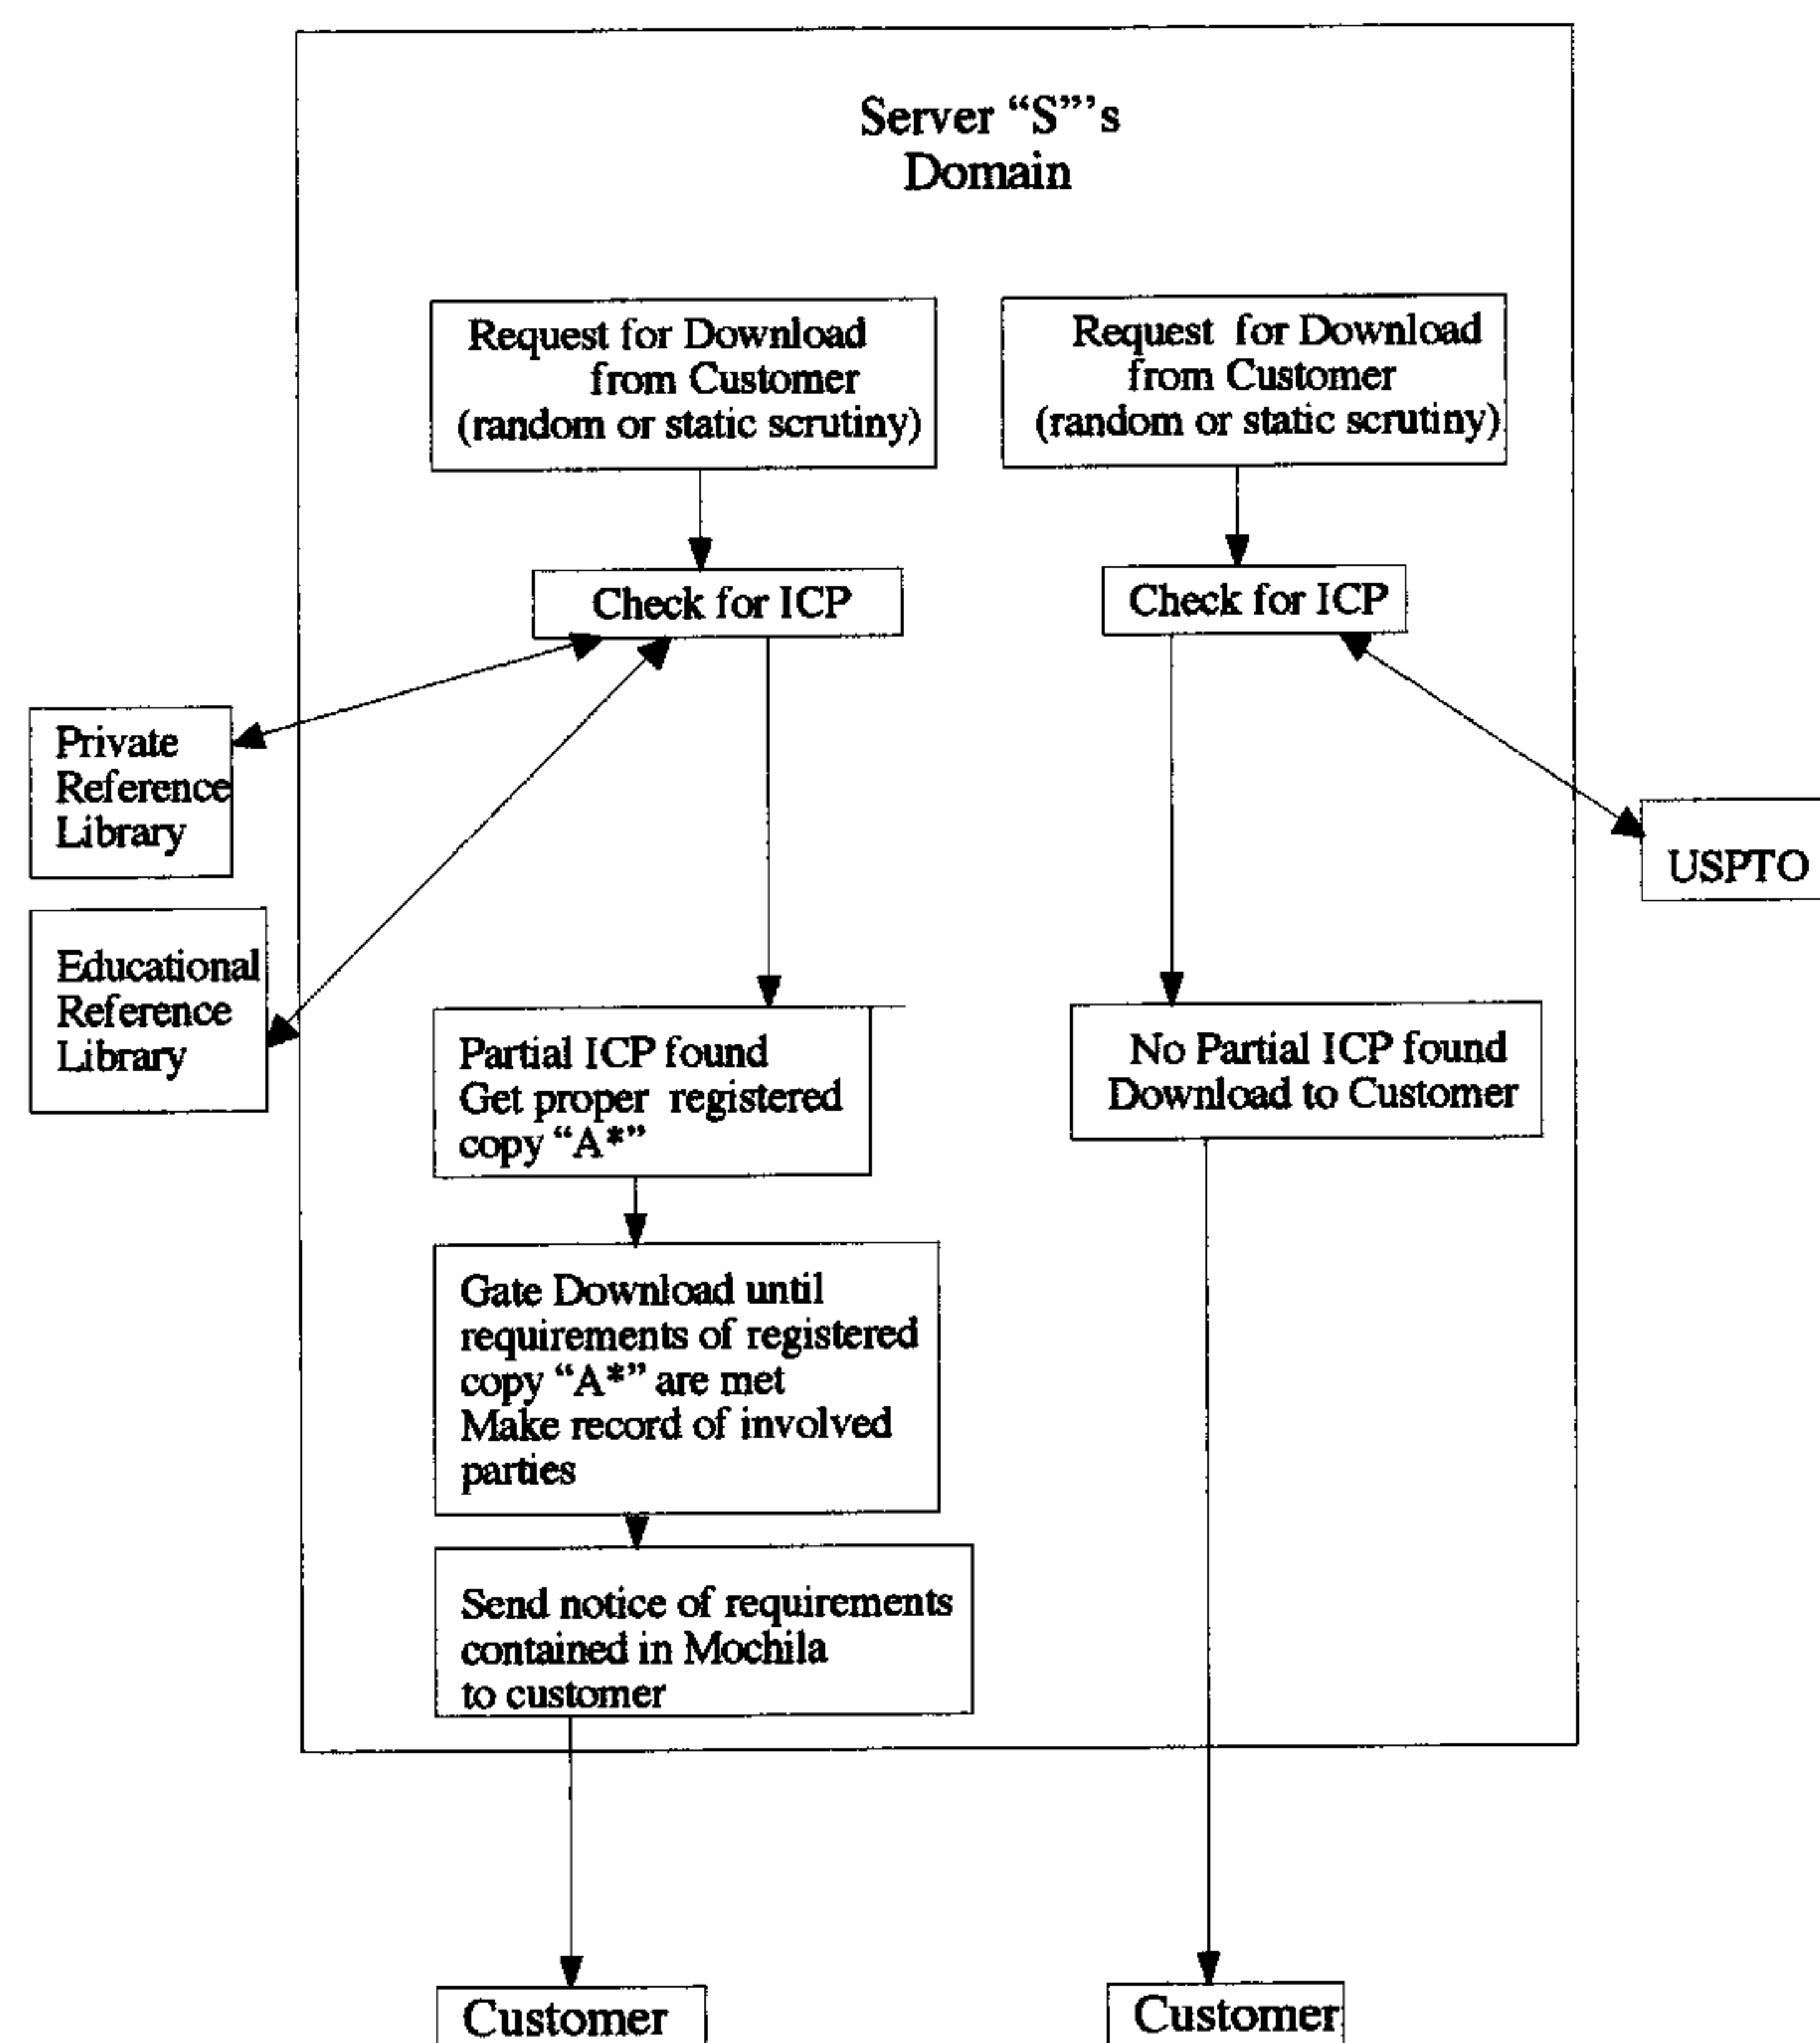 Server “S”’s
Domain
Request for Download
from Customer
(random or static scrutiny)
Request for Download
from Customer
(random or static scrutiny)
Check for ICP
Check for ICP
Private
Reference
Library
USPTO
Educational
Reference
Library
Partial ICP found
Get proper registered
copy “A*”
No Partial ICP found
Download to Customer
Gate Download until
requirements of registered
copy “A*” are met
Make record of involved
parties
Send notice of requirements
contained in Mochila
to customer
Customer
Customer